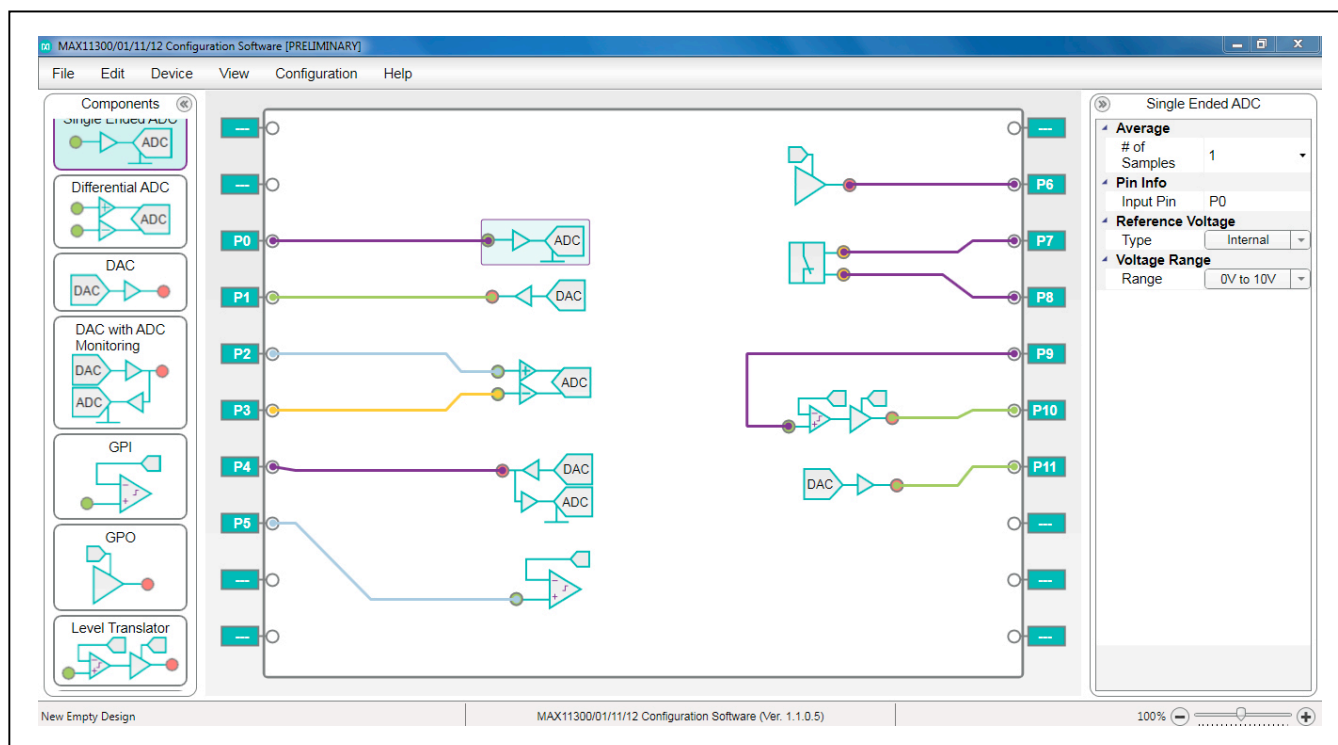 MAX11300/01/11/12 Configuration Software [PRELIMINARY]
File Edit Device View Configuration Help
Components
Single Ended ADC
ADC
Differential ADC
ADC
DAC
DAC
DAC with ADC
Monitoring
DAC
ADC
GPI
GPO
Level Translator
---
---
P0
P1
P2
P3
P4
P5
---
---
ADC
DAC
ADC
DAC
ADC
DAC
---
P6
P7
P8
P9
P10
P11
---
---
---
Single Ended ADC
Average
# of
Samples 1
Pin Info
Input Pin P0
Reference Voltage
Type Internal
Voltage Range
Range 0V to 10V
New Empty Design
MAX11300/01/11/12 Configuration Software (Ver. 1.1.0.5)
100%